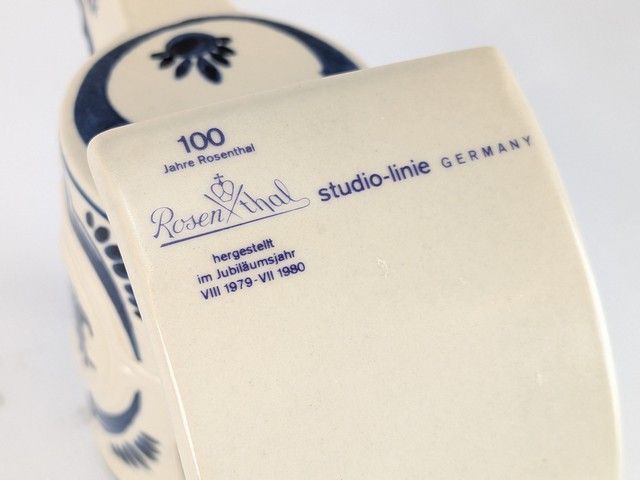 100
Jahre Rosenthal
Rosenthal studio-linie GERMANY
hergestellt
im Jubiläumsjahr
VIII 1979-VII 1980